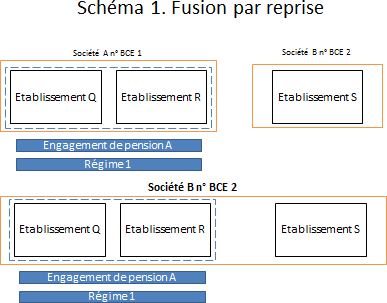 Schéma 1. Fusion par reprise
Société A n° BCE 1
Société B n° BCE 2
Etablissement Q
Etablissement R
Etablissement S
Engagement de pension A
Régime 1
Société B n° BCE 2
Etablissement Q
Etablissement R
Etablissement S
Engagement de pension A
Régime 1